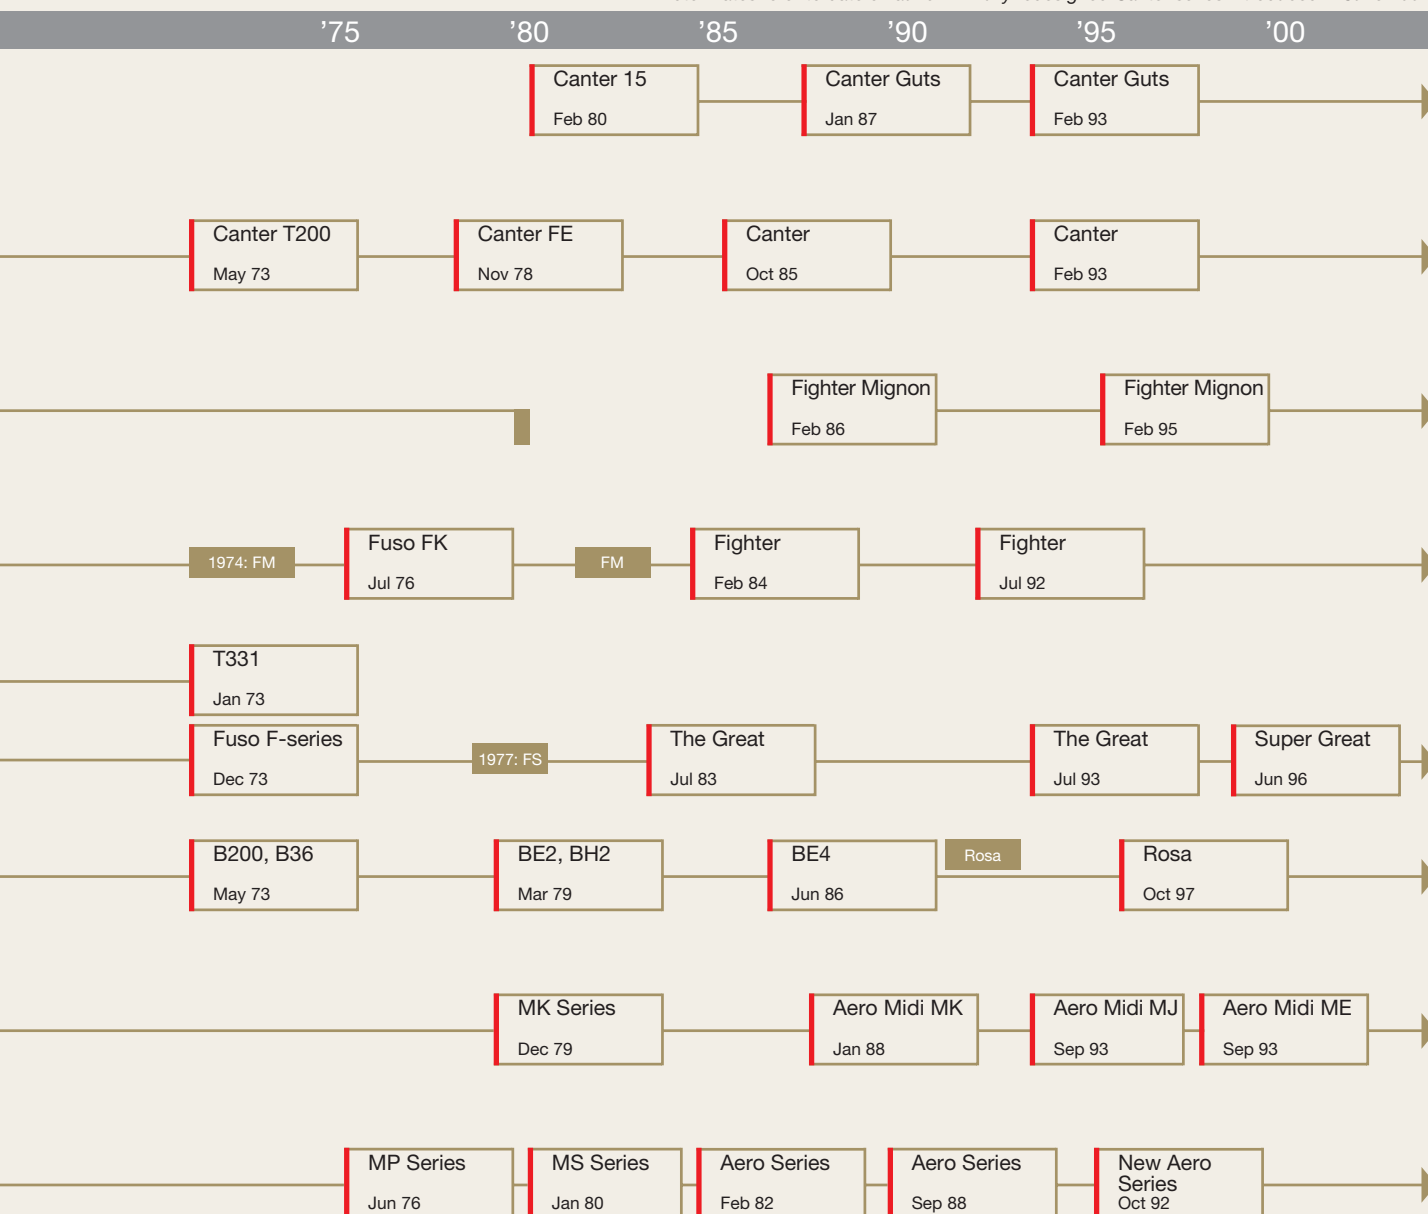 ’75 ’80 ’85 ’90 ’95 ’00
Canter 15 Canter Guts Canter Guts
Feb 80 Jan 87 Feb 93
Canter T200 Canter FE Canter Canter
May 73 Nov 78 Oct 85 Feb 93
Fighter Mignon Fighter Mignon
Feb 86 Feb 95
Fuso FK Fighter Fighter
1974: FM FM
Jul 76 Feb 84 Jul 92
T331
Jan 73
Fuso F-series The Great The Great Super Great
1977: FS
Dec 73 Jul 83 Jul 93 Jun 96
B200, B36 BE2, BH2 BE4 Rosa Rosa
May 73 Mar 79 Jun 86 Oct 97
MK Series Aero Midi MK Aero Midi MJ Aero Midi ME
Dec 79 Jan 88 Sep 93 Sep 93
MP Series MS Series Aero Series Aero Series New Aero
Series
Jun 76 Jan 80 Feb 82 Sep 88 Oct 92